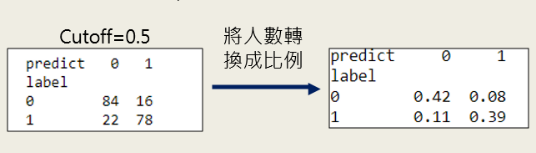 Cutoff=0.5
predict 0 1
label
0 84 16
1 22 78
將人數轉
換成比例
predict 0 1
label
0 0.42 0.08
1 0.11 0.39